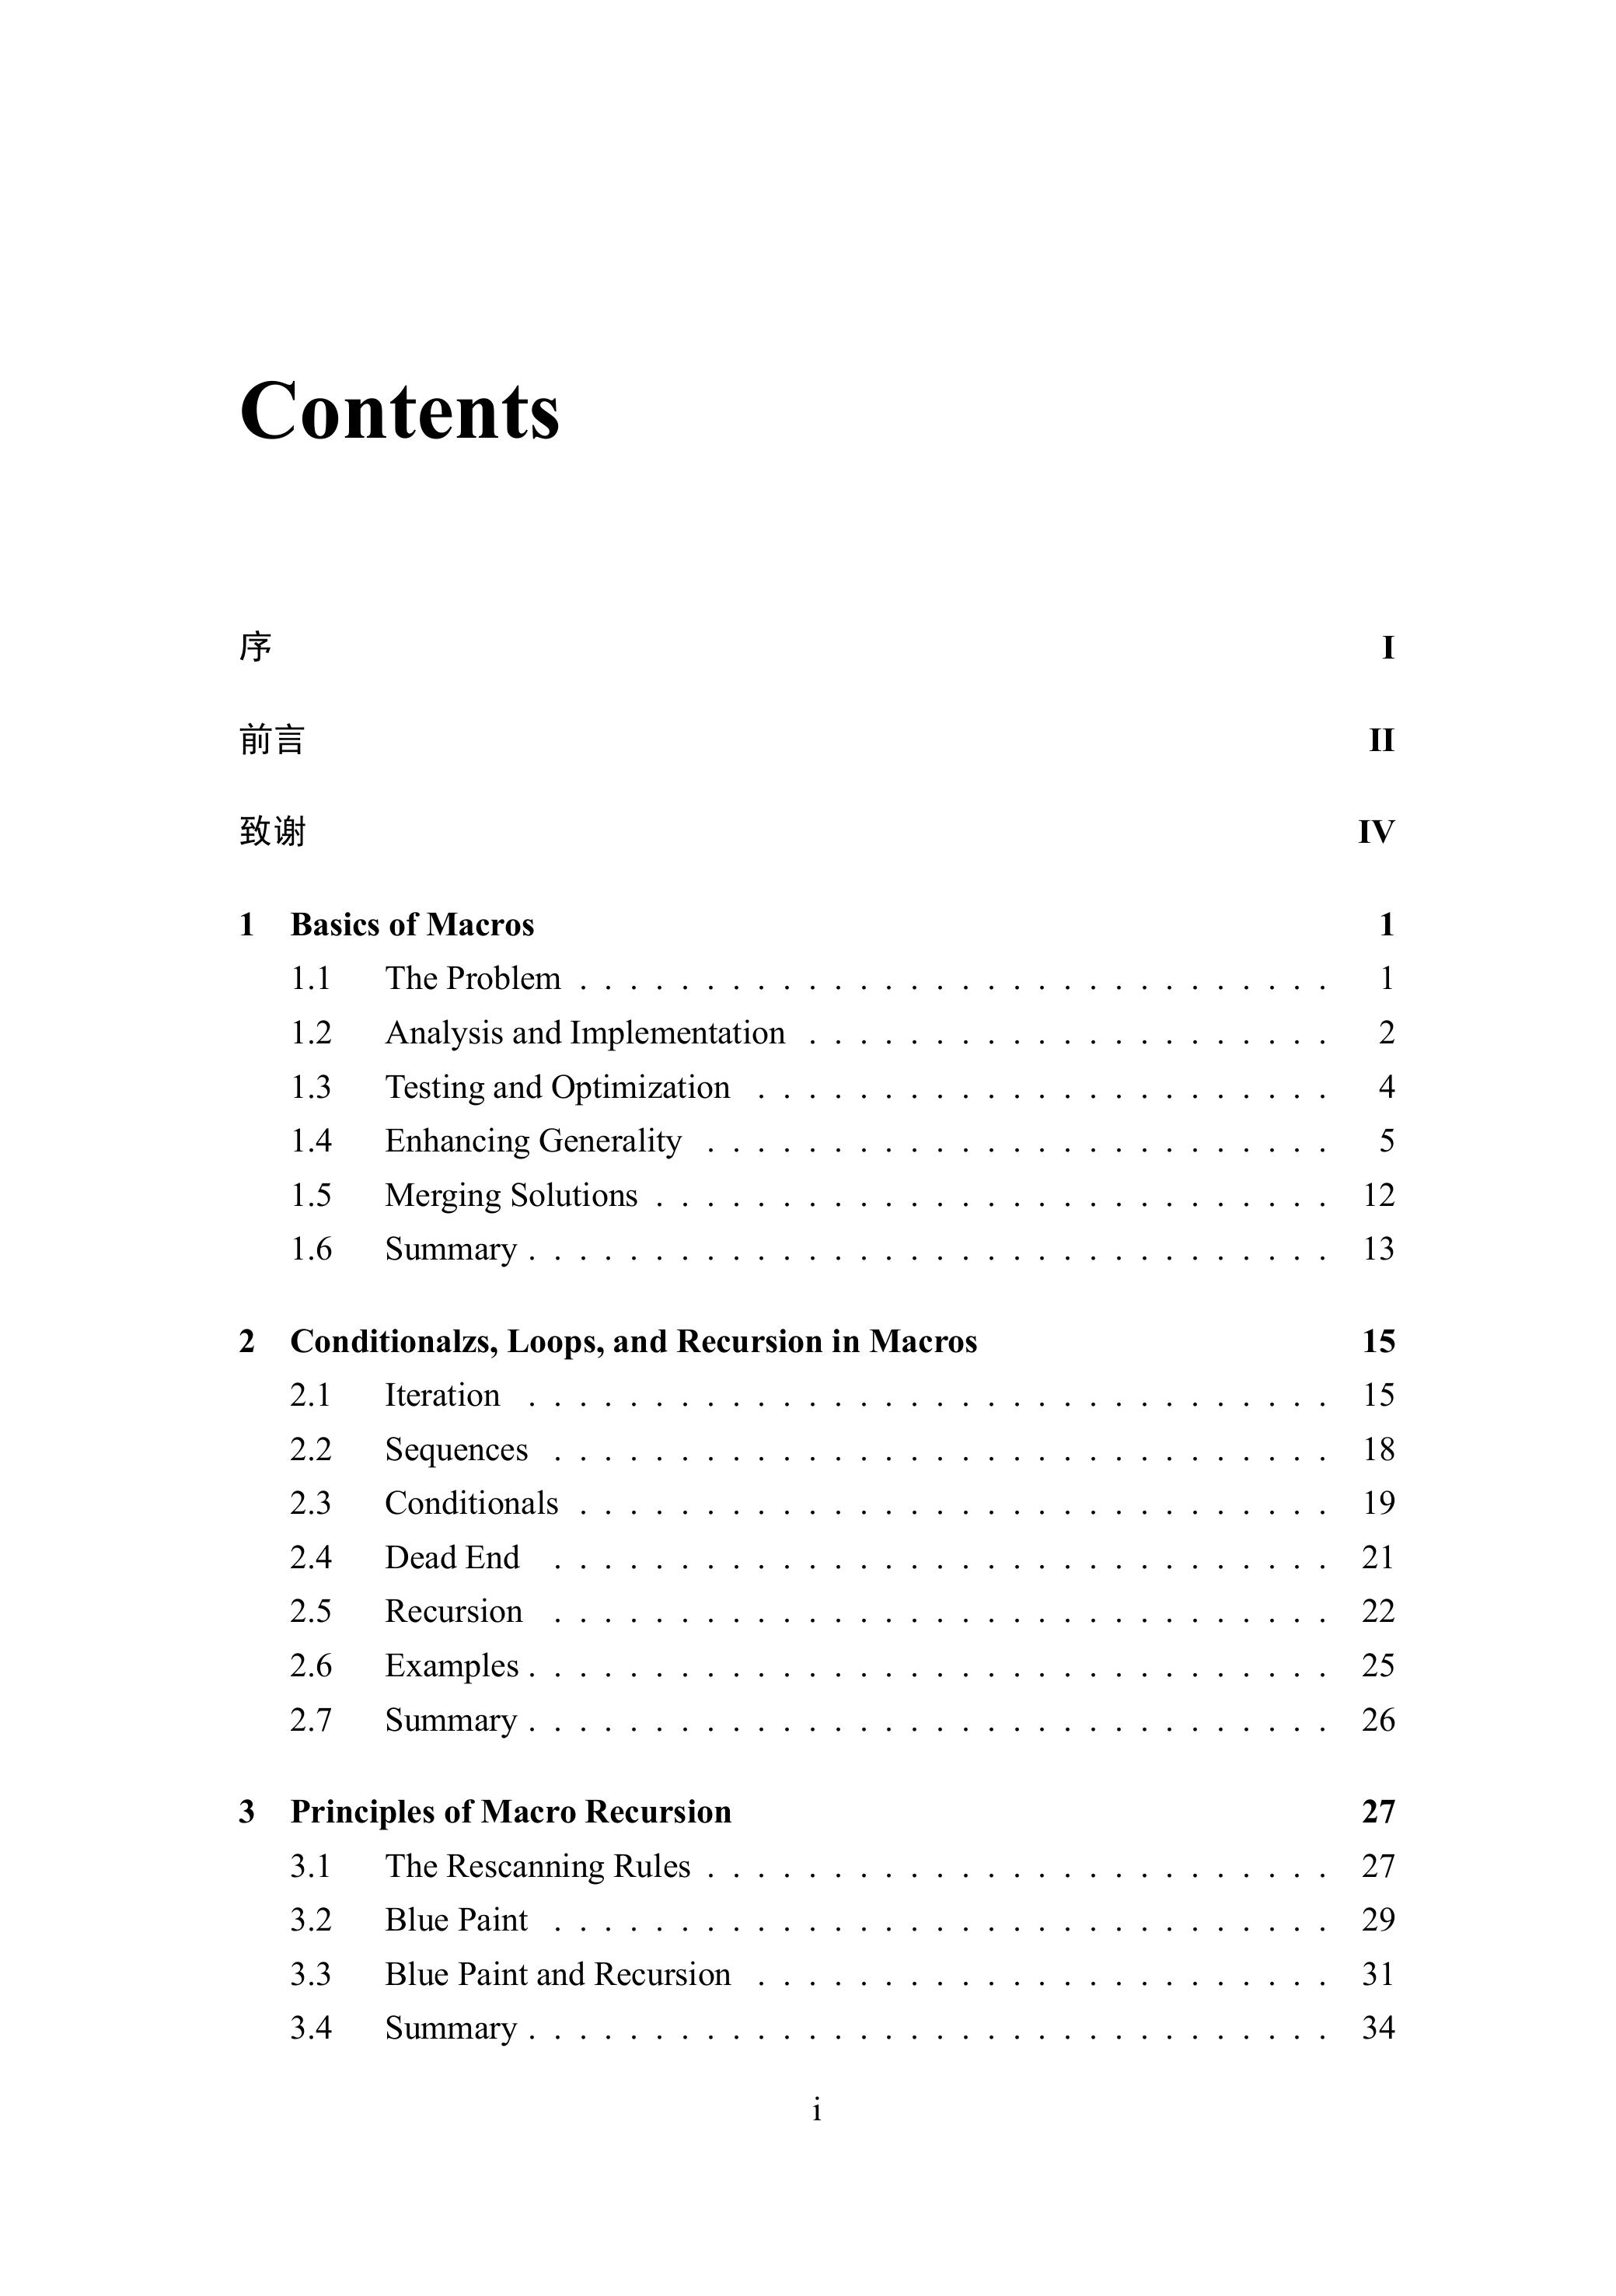 Contents
序 I
前言 II
致谢 IV
1 Basics of Macros 1
1.1 The Problem . . . . . . . . . . . . . . . . . . . . . . . . . . . . . . 1
1.2 Analysis and Implementation . . . . . . . . . . . . . . . . . . . . . 2
1.3 Testing and Optimization . . . . . . . . . . . . . . . . . . . . . . . 4
1.4 Enhancing Generality . . . . . . . . . . . . . . . . . . . . . . . . . 5
1.5 Merging Solutions . . . . . . . . . . . . . . . . . . . . . . . . . . . 12
1.6 Summary . . . . . . . . . . . . . . . . . . . . . . . . . . . . . . . . 13
2 Conditionalzs, Loops, and Recursion in Macros 15
2.1 Iteration . . . . . . . . . . . . . . . . . . . . . . . . . . . . . . . . 15
2.2 Sequences . . . . . . . . . . . . . . . . . . . . . . . . . . . . . . . 18
2.3 Conditionals . . . . . . . . . . . . . . . . . . . . . . . . . . . . . . 19
2.4 Dead End . . . . . . . . . . . . . . . . . . . . . . . . . . . . . . . 21
2.5 Recursion . . . . . . . . . . . . . . . . . . . . . . . . . . . . . . . 22
2.6 Examples . . . . . . . . . . . . . . . . . . . . . . . . . . . . . . . . 25
2.7 Summary . . . . . . . . . . . . . . . . . . . . . . . . . . . . . . . . 26
3 Principles of Macro Recursion 27
3.1 The Rescanning Rules . . . . . . . . . . . . . . . . . . . . . . . . . 27
3.2 Blue Paint . . . . . . . . . . . . . . . . . . . . . . . . . . . . . . . 29
3.3 Blue Paint and Recursion . . . . . . . . . . . . . . . . . . . . . . . 31
3.4 Summary . . . . . . . . . . . . . . . . . . . . . . . . . . . . . . . . 34
i